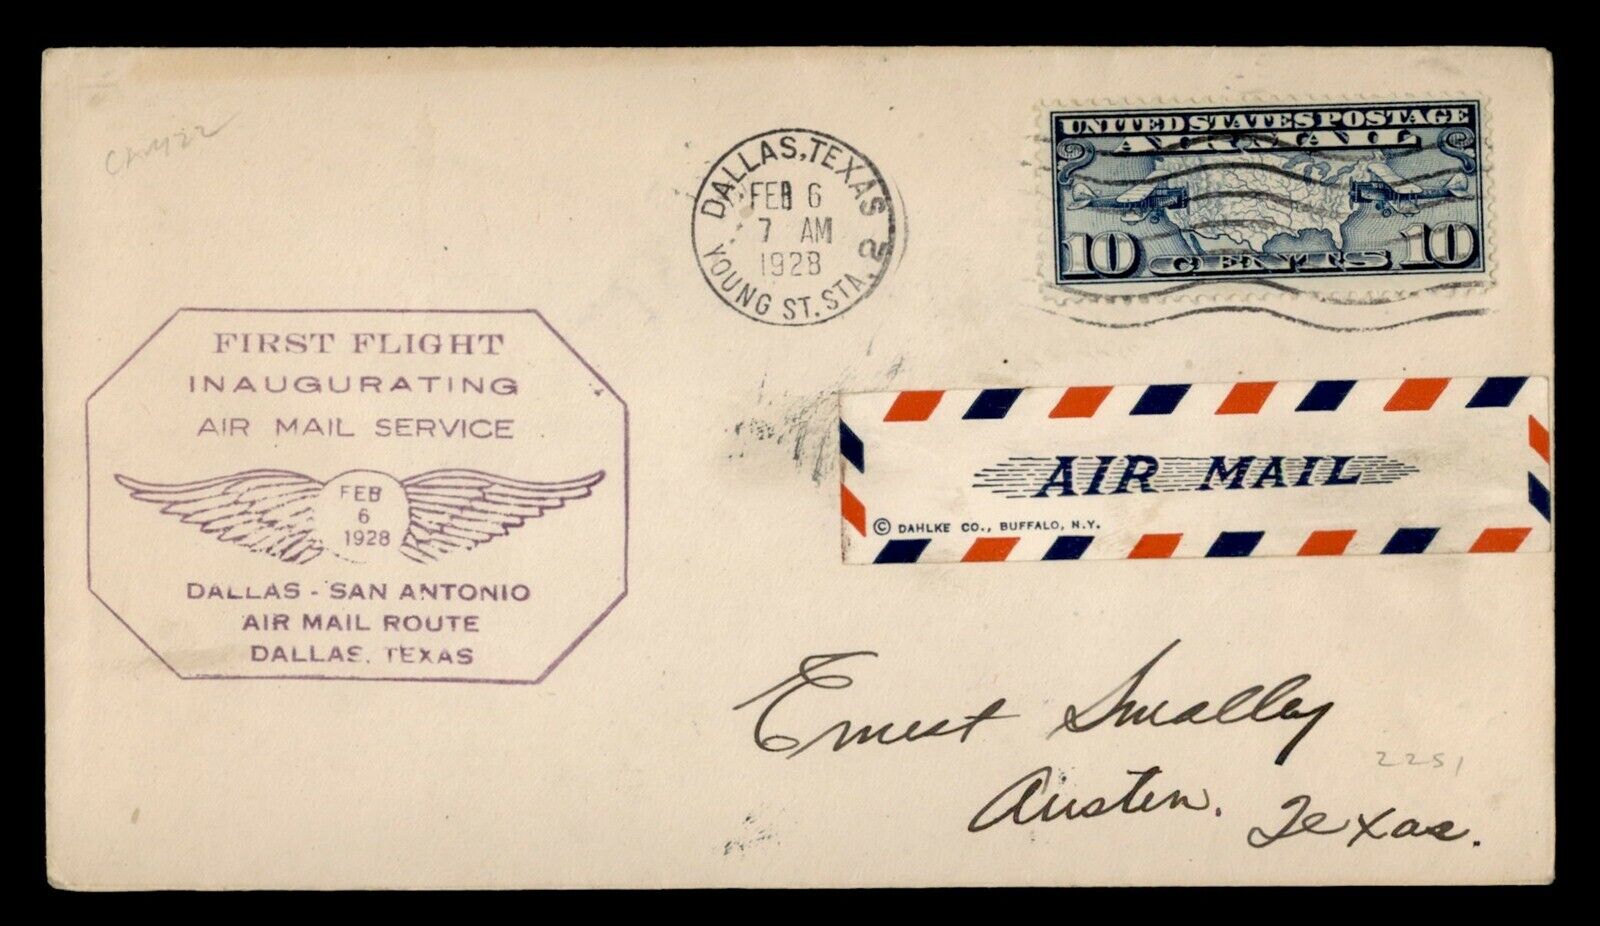 CAM22
DALLAS, TEXAS
FEB 6
7 AM
1928
YOUNG ST. STA. 2
UNITED STATES POSTAGE
AIR MAIL
10 CENTS 10
FIRST FLIGHT
INAUGURATING
AIR MAIL SERVICE
FEB
6
1928
DALLAS - SAN ANTONIO
AIR MAIL ROUTE
DALLAS, TEXAS
AIR MAIL
© DAHLKE CO., BUFFALO, N.Y.
Ernest Smalley
2251
Austin. Texas.